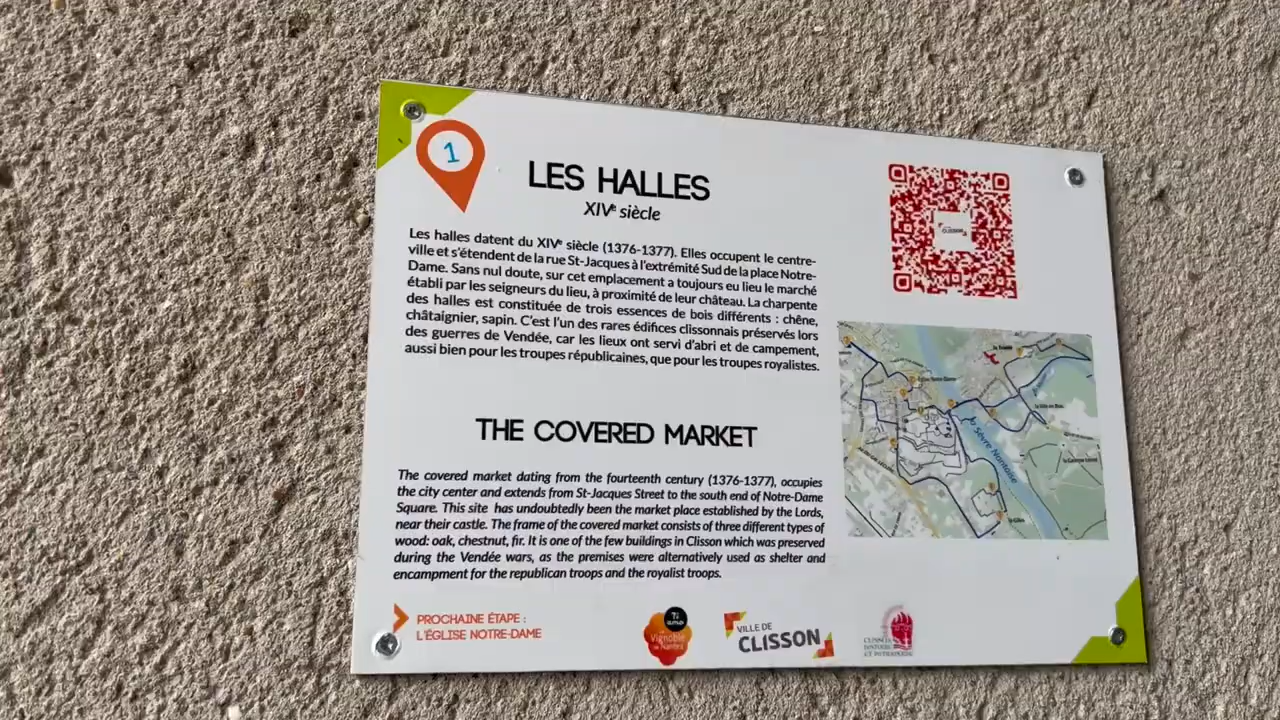 1
LES HALLES
XIVe siècle
Les halles datent du XIVe siècle (1376-1377). Elles occupent le centre-
ville et s'étendent de la rue St-Jacques à l'extrémité Sud de la place Notre-
Dame. Sans nul doute, sur cet emplacement a toujours eu lieu le marché
établi par les seigneurs du lieu, à proximité de leur château. La charpente
des halles est constituée de trois essences de bois différents : chêne,
châtaignier, sapin. C'est l'un des rares édifices clissonnais préservés lors
des guerres de Vendée, car les lieux ont servi d'abri et de campement,
aussi bien pour les troupes républicaines, que pour les troupes royalistes.
THE COVERED MARKET
The covered market dating from the fourteenth century (1376-1377), occupies
the city center and extends from St-Jacques Street to the south end of Notre-Dame
Square. This site has undoubtedly been the market place established by the Lords,
near their castle. The frame of the covered market consists of three different types of
wood: oak, chestnut, fir. It is one of the few buildings in Clisson which was preserved
during the Vendée wars, as the premises were alternatively used as shelter and
encampment for the republican troops and the royalist troops.
CLISSON
la Sèvre Nantaise
PROCHAINE ÉTAPE :
L'ÉGLISE NOTRE-DAME
Vignoble
de Nantes
VILLE DE
CLISSON